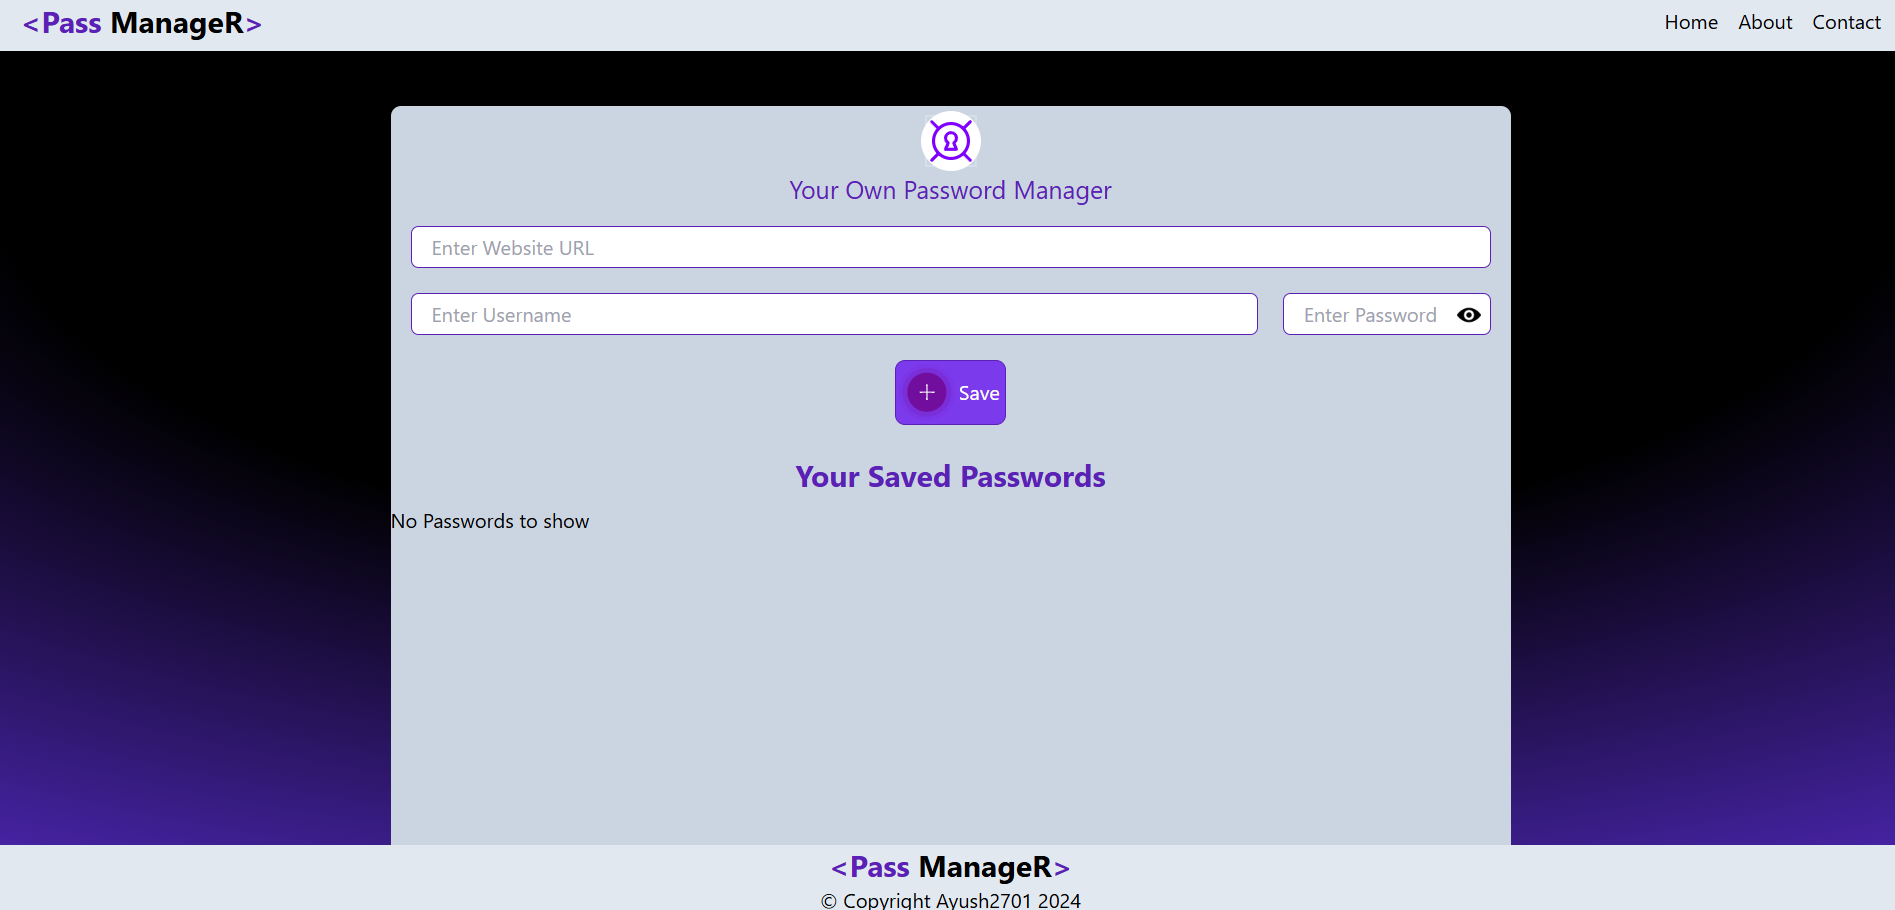 <Pass ManageR>
Home About Contact
Your Own Password Manager
Enter Website URL
Enter Username
Enter Password
+ Save
Your Saved Passwords
No Passwords to show
<Pass ManageR>
© Copyright Ayush2701 2024